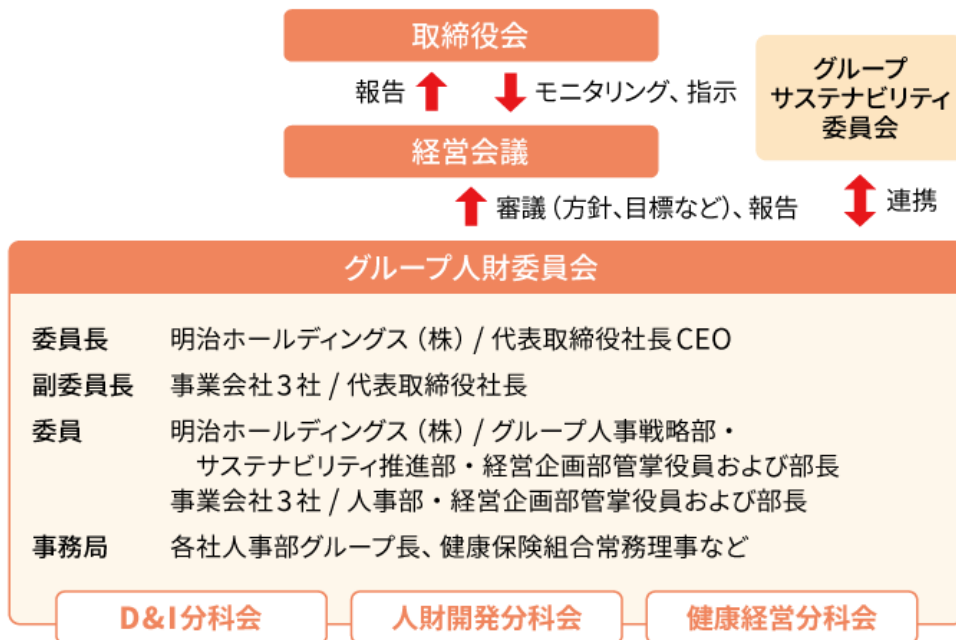 取締役会
報告
モニタリング、指示
グループ
サステナビリティ
委員会
経営会議
審議（方針、目標など）、報告
連携
グループ人財委員会
委員長 明治ホールディングス（株）/ 代表取締役社長 CEO
副委員長 事業会社3社 / 代表取締役社長
委員 明治ホールディングス（株）/ グループ人事戦略部・
サステナビリティ推進部・経営企画部管掌役員および部長
事業会社3社 / 人事部・経営企画部管掌役員および部長
事務局 各社人事部グループ長、健康保険組合常務理事など
D&I分科会
人財開発分科会
健康経営分科会